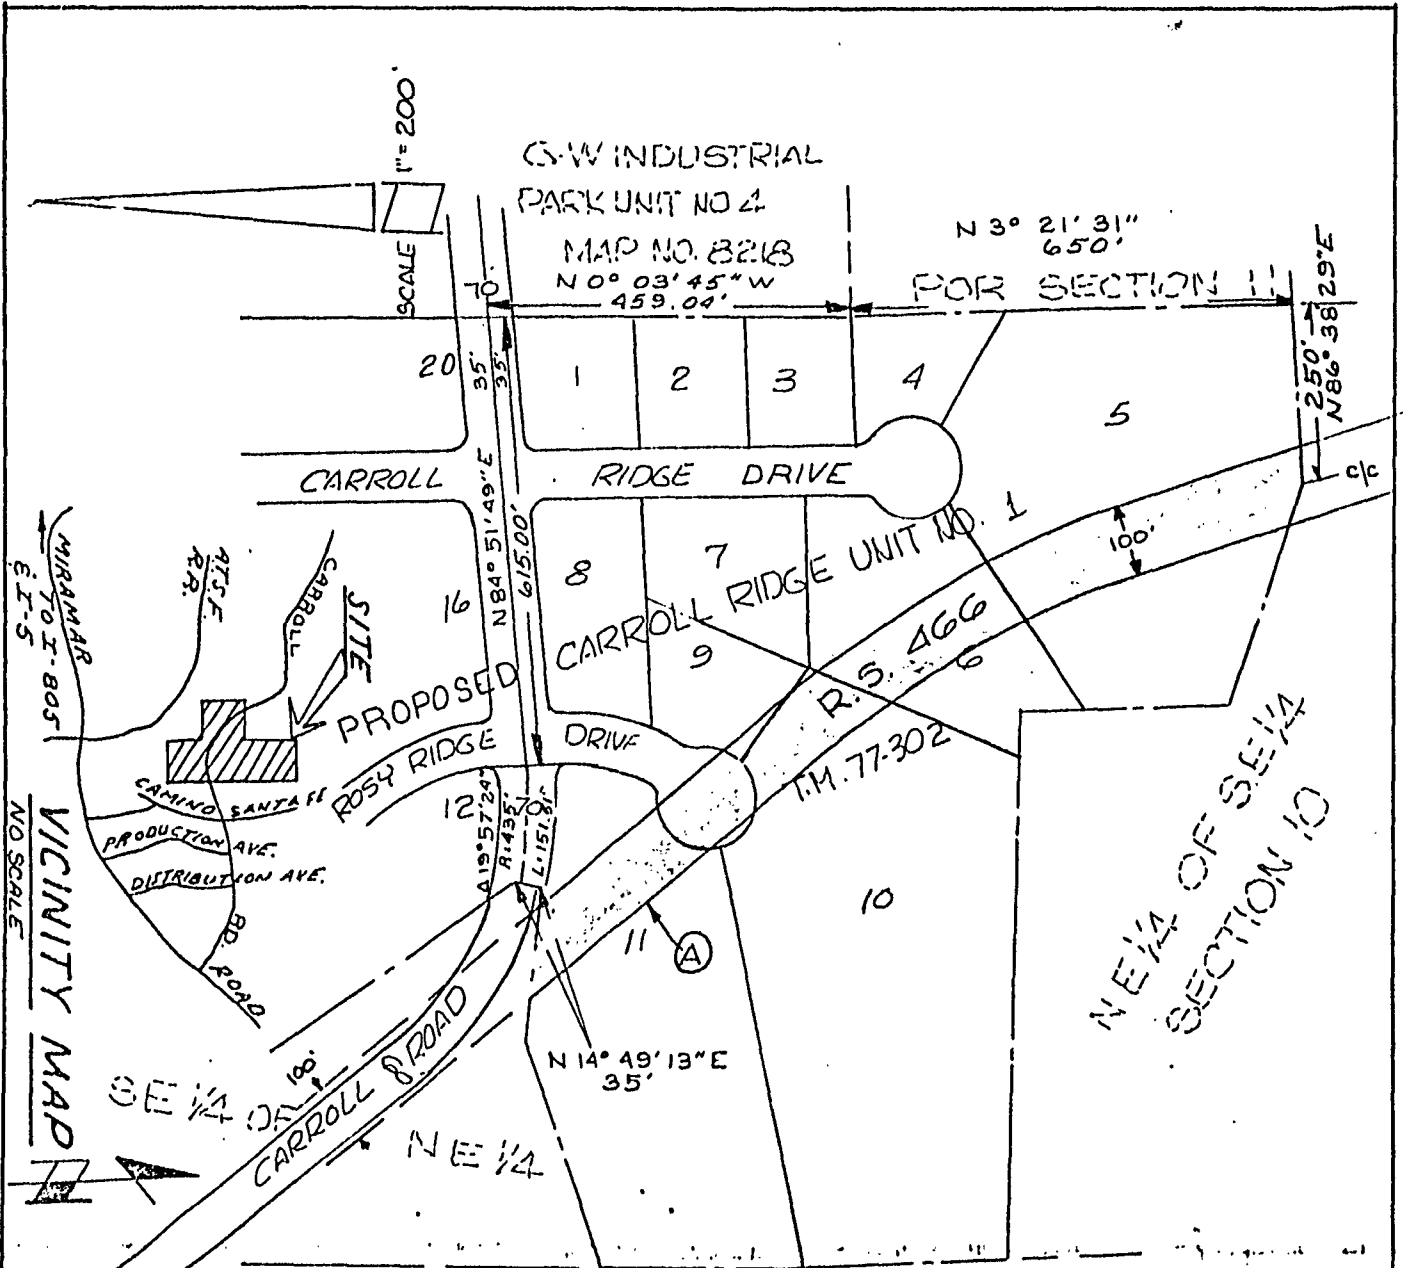 SCALE 1"=200'
G-W INDUSTRIAL
PARK UNIT NO 4
MAP NO. 8218
N 0° 03' 45" W
459.04'
N 3° 21' 31"
650'
POR SECTION 11
250'
N86° 38' 29"E
70'
35'
35'
20
1
2
3
4
5
CARROLL RIDGE DRIVE
c/c
N84° 51' 49"E
615.00'
16
8
7
9
6
100'
PROPOSED CARROLL RIDGE UNIT NO. 1
R.S. 466
T.M. 77-302
ROSY RIDGE DRIVE
12
70'
Δ19°57'24"
R=435'
L=151.51'
10
11
A
N 14° 49' 13" E
35'
CARROLL ROAD
8
100'
SE 1/4 OF
NE 1/4
NE 1/4 OF SE 1/4
SECTION 10
SITE
CARROLL
A.T.S.F.
R.R.
MIRAMAR
TO I-805
& I-5
CAMINO SANTA FE
PRODUCTION AVE.
DISTRIBUTION AVE.
RD.
ROAD
VICINITY MAP
NO SCALE